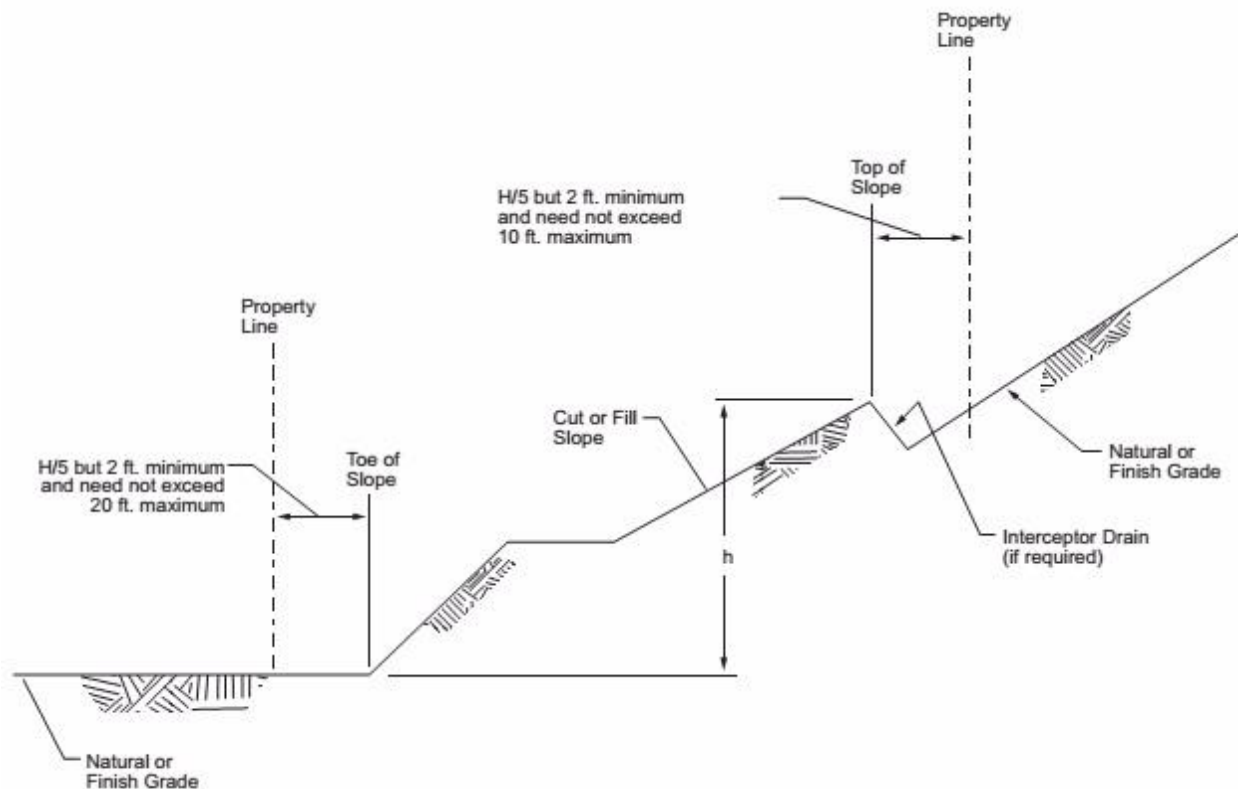 Property
Line
Top of
Slope
H/5 but 2 ft. minimum
and need not exceed
10 ft. maximum
Property
Line
Cut or Fill
Slope
Toe of
Slope
H/5 but 2 ft. minimum
and need not exceed
20 ft. maximum
Natural or
Finish Grade
Interceptor Drain
(if required)
h
Natural or
Finish Grade